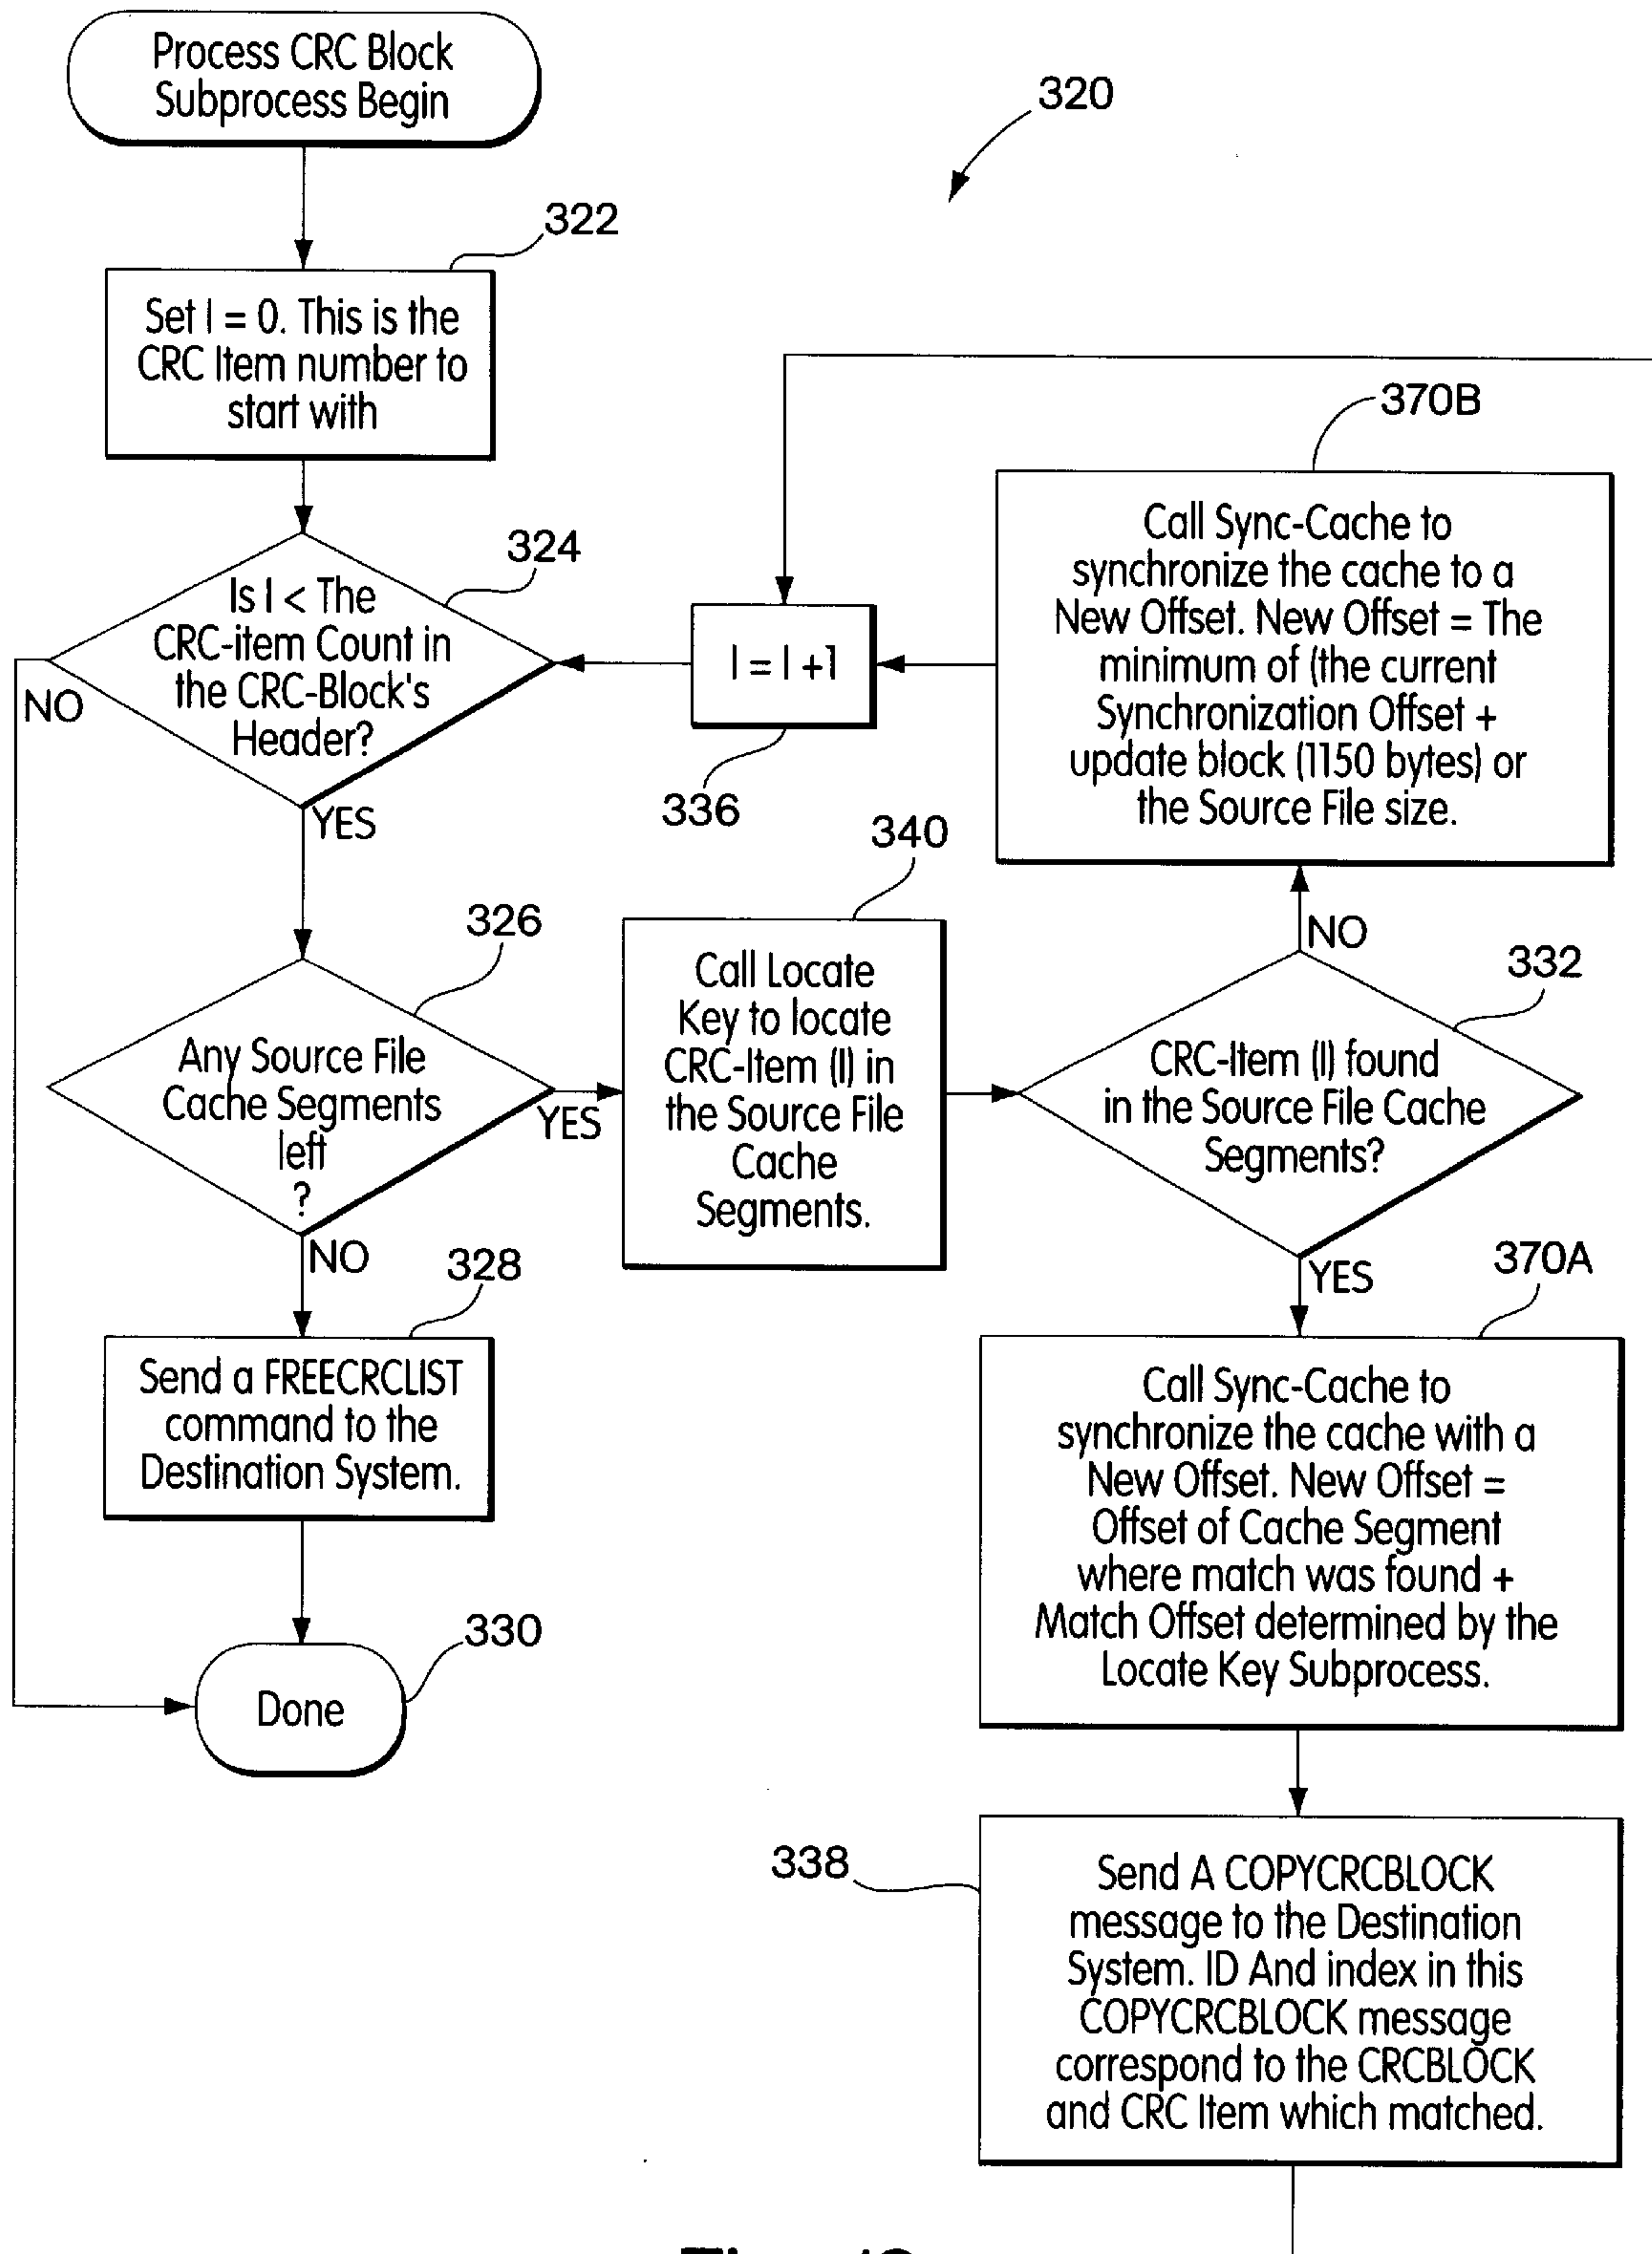 Process CRC Block
Subprocess Begin
320
322
Set I = 0. This is the
CRC Item number to
start with
370B
324
Is I < The
CRC-item Count in
the CRC-Block's
Header?
NO
YES
I = I +1
336
Call Sync-Cache to
synchronize the cache to a
New Offset. New Offset = The
minimum of (the current
Synchronization Offset +
update block (1150 bytes) or
the Source File size.
340
326
Any Source File
Cache Segments
left
?
YES
NO
Call Locate
Key to locate
CRC-Item (I) in
the Source File
Cache
Segments.
NO
332
CRC-Item (I) found
in the Source File Cache
Segments?
YES
328
Send a FREECRCLIST
command to the
Destination System.
330
Done
370A
Call Sync-Cache to
synchronize the cache with a
New Offset. New Offset =
Offset of Cache Segment
where match was found +
Match Offset determined by the
Locate Key Subprocess.
338
Send A COPYCRCBLOCK
message to the Destination
System. ID And index in this
COPYCRCBLOCK message
correspond to the CRCBLOCK
and CRC Item which matched.